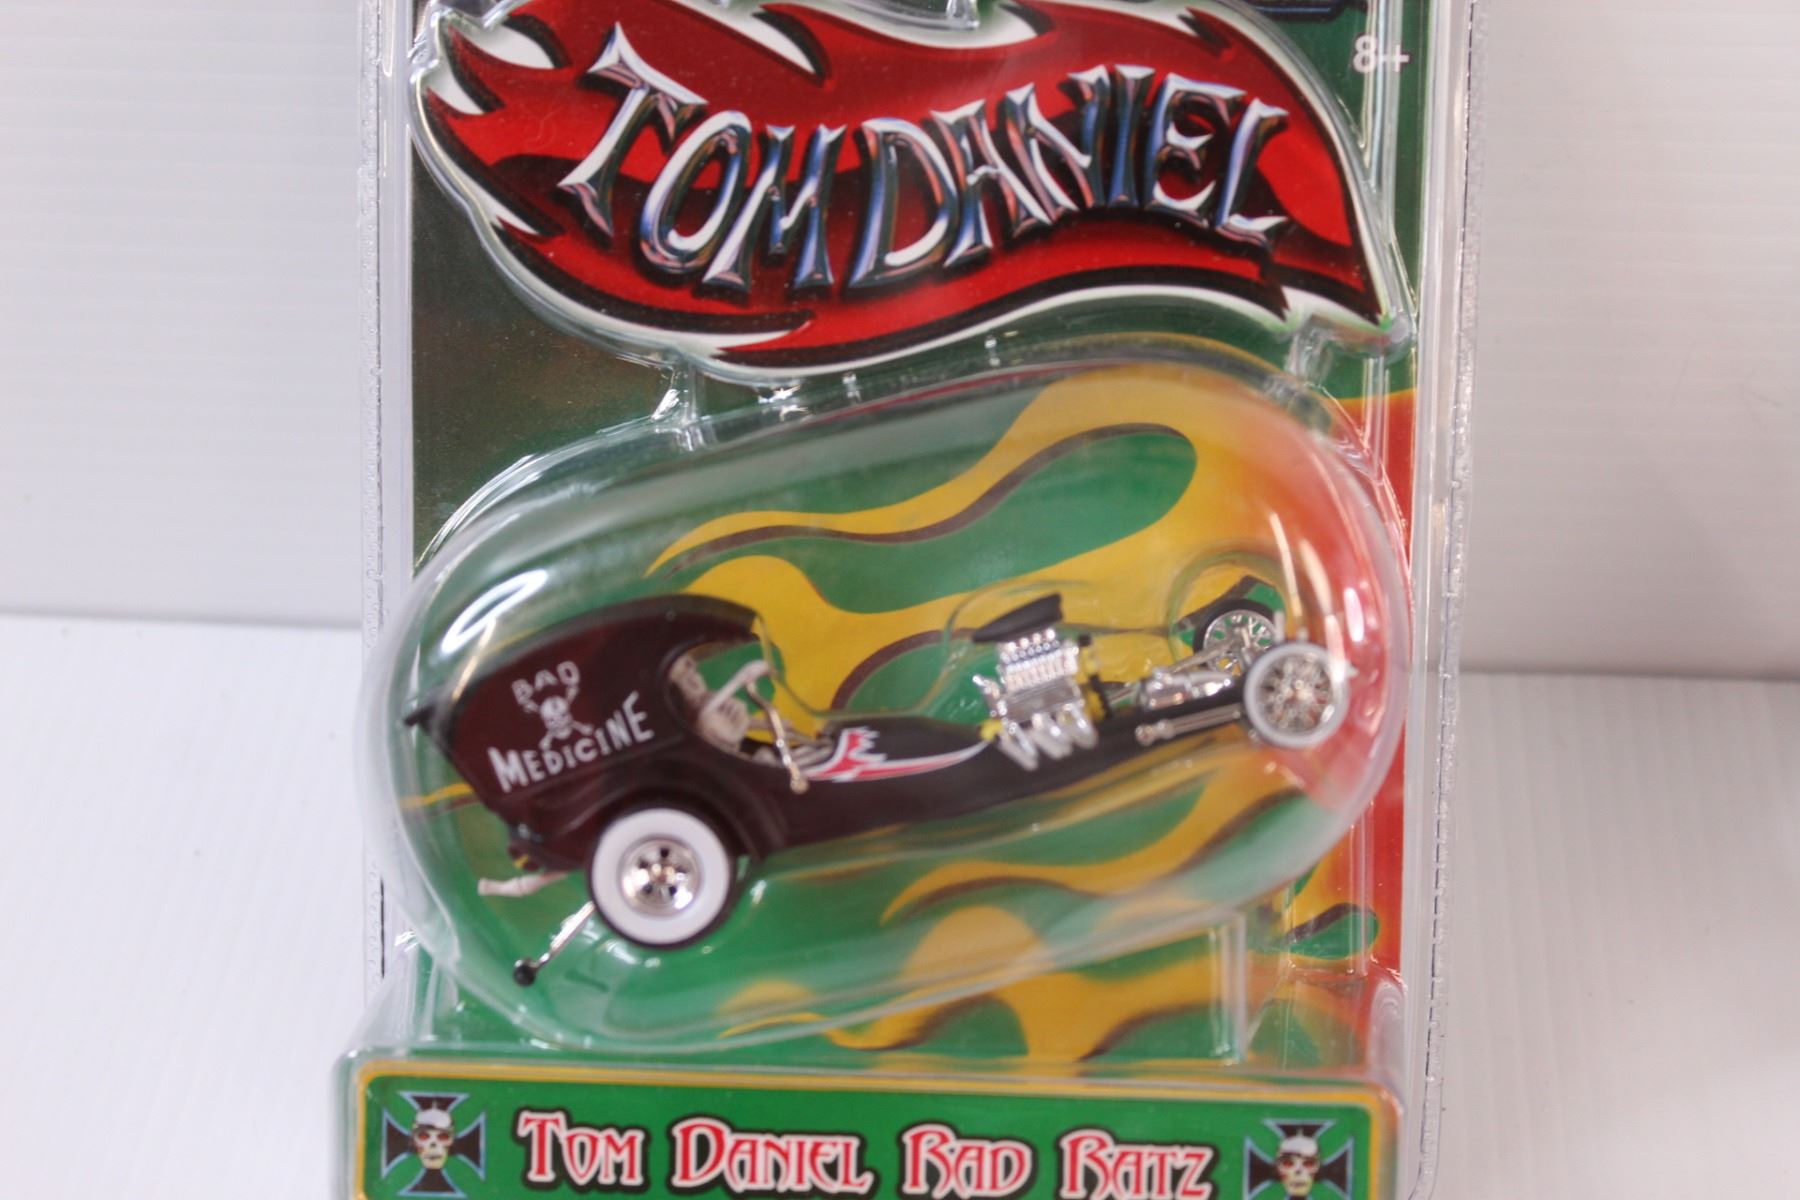 8+
TOM DANIEL
BAD
MEDICINE
TOM DANIEL RAD RATZ